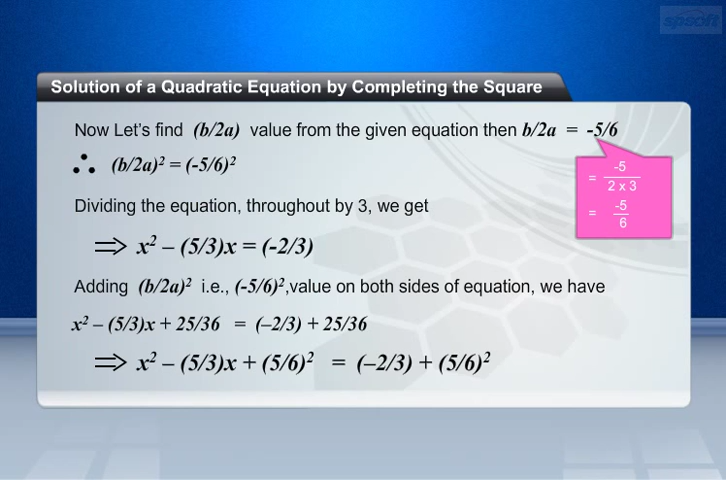 spsoft
Solution of a Quadratic Equation by Completing the Square
Now Let's find (b/2a) value from the given equation then b/2a = -5/6
∴ (b/2a)² = (-5/6)²
= -5 / 2 x 3
= -5 / 6
Dividing the equation, throughout by 3, we get
⟹ x² – (5/3)x = (-2/3)
Adding (b/2a)² i.e., (-5/6)²,value on both sides of equation, we have
x² – (5/3)x + 25/36 = (–2/3) + 25/36
⟹ x² – (5/3)x + (5/6)² = (–2/3) + (5/6)²